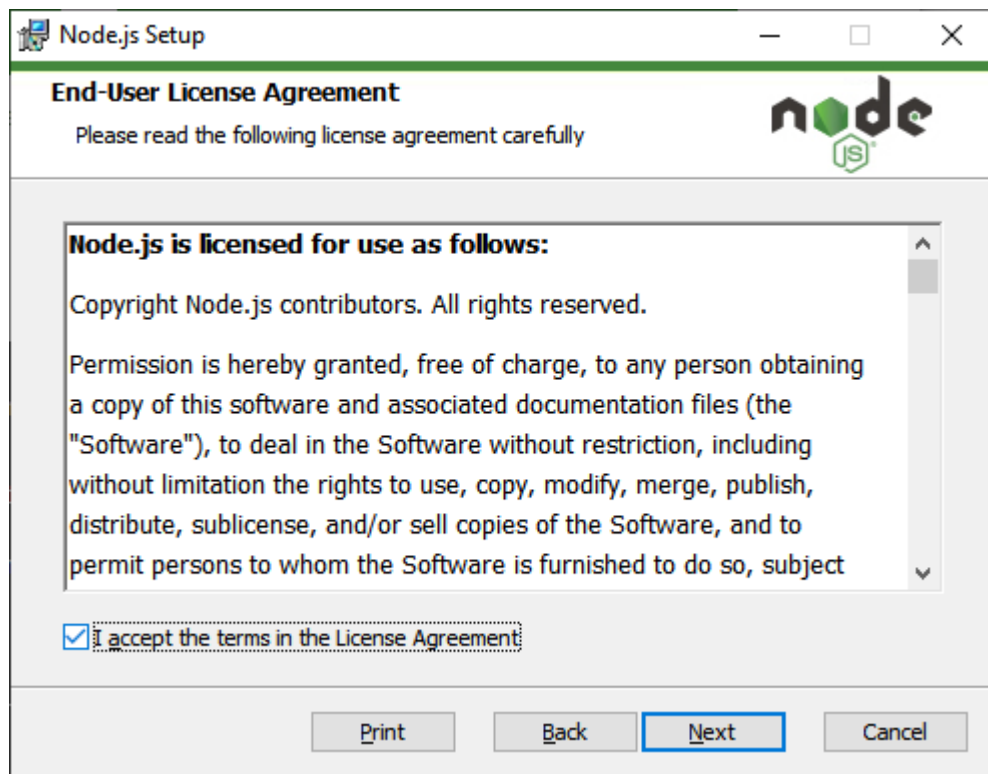 Node.js Setup
End-User License Agreement
Please read the following license agreement carefully
node
JS
Node.js is licensed for use as follows:
Copyright Node.js contributors. All rights reserved.
Permission is hereby granted, free of charge, to any person obtaining
a copy of this software and associated documentation files (the
"Software"), to deal in the Software without restriction, including
without limitation the rights to use, copy, modify, merge, publish,
distribute, sublicense, and/or sell copies of the Software, and to
permit persons to whom the Software is furnished to do so, subject
I accept the terms in the License Agreement
Print
Back
Next
Cancel